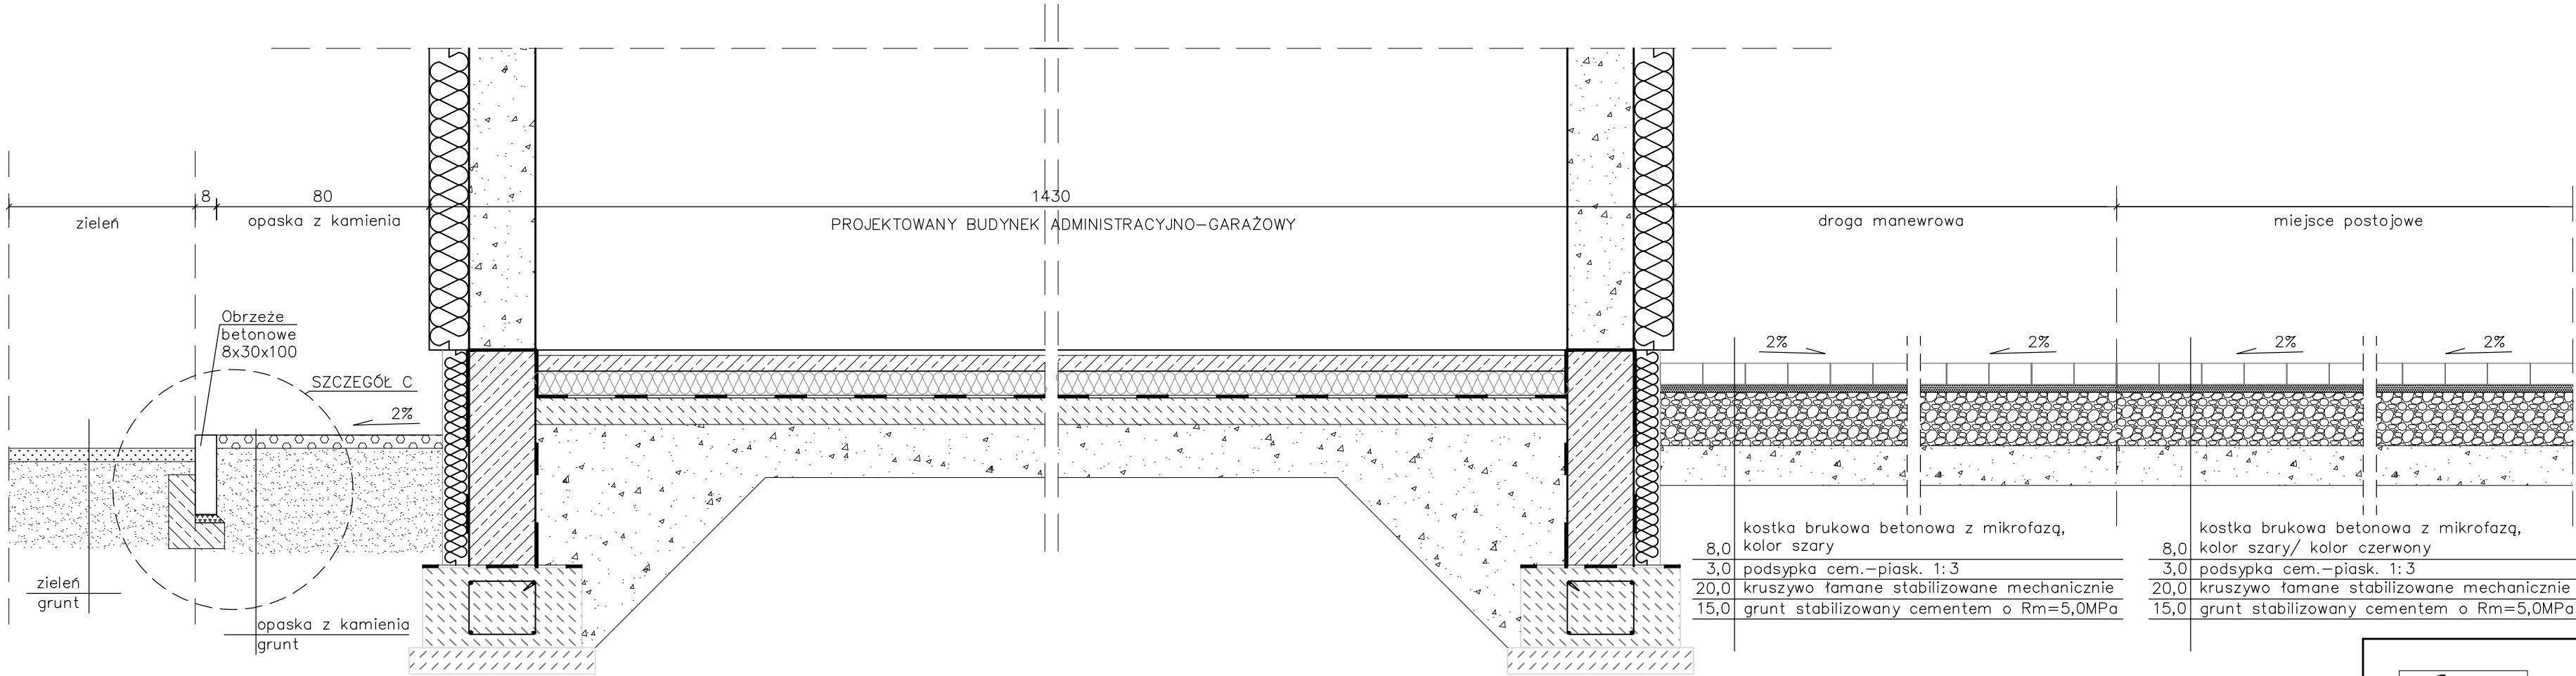 8
80
1430
zieleń
opaska z kamienia
PROJEKTOWANY BUDYNEK ADMINISTRACYJNO-GARAŻOWY
droga manewrowa
miejsce postojowe
Obrzeże
betonowe
8x30x100
SZCZEGÓŁ C
2%
2%
2%
2%
2%
zieleń
grunt
opaska z kamienia
grunt
kostka brukowa betonowa z mikrofazą,
8,0 kolor szary
3,0 podsypka cem.-piask. 1:3
20,0 kruszywo łamane stabilizowane mechanicznie
15,0 grunt stabilizowany cementem o Rm=5,0MPa
kostka brukowa betonowa z mikrofazą,
8,0 kolor szary/ kolor czerwony
3,0 podsypka cem.-piask. 1:3
20,0 kruszywo łamane stabilizowane mechanicznie
15,0 grunt stabilizowany cementem o Rm=5,0MPa